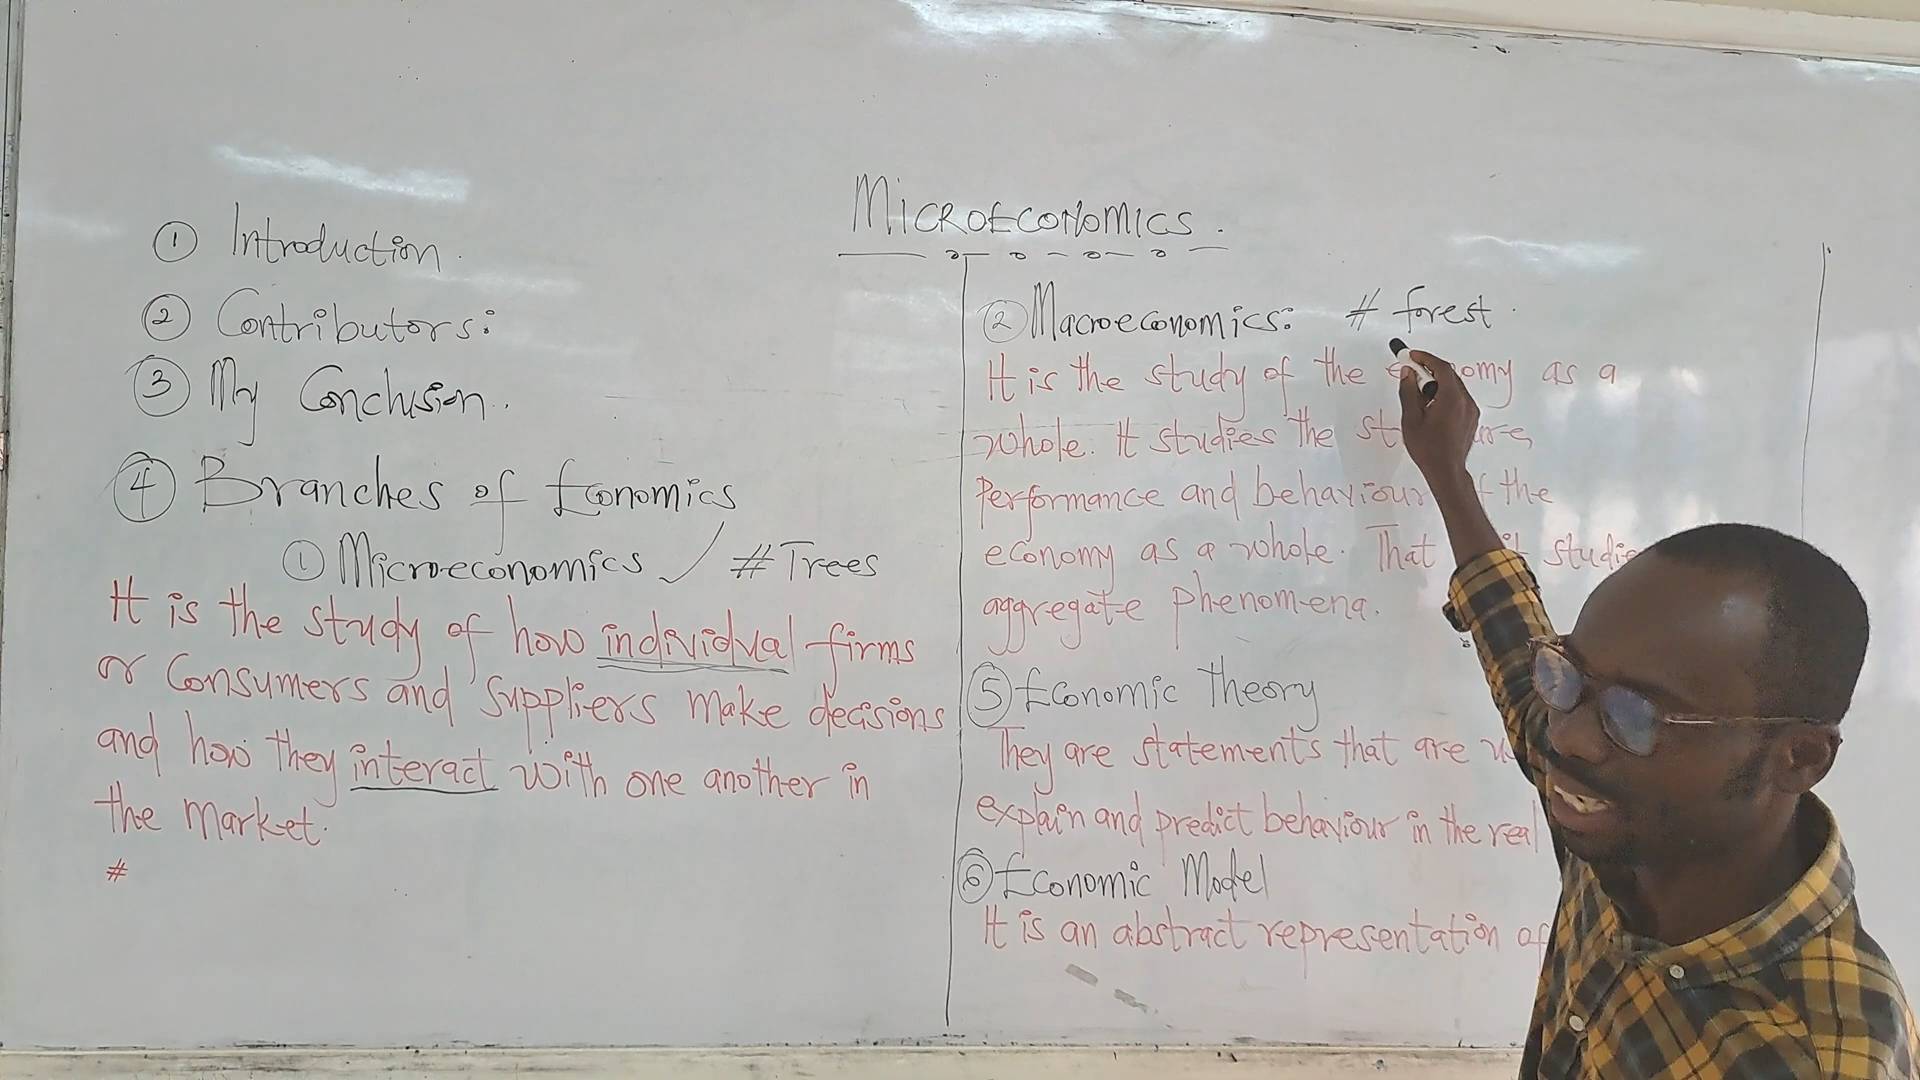 MICROECONOMICS.
① Introduction.
② Contributors:
③ My Conclusion.
④ Branches of Economics
① Microeconomics ✓ # Trees
It is the study of how individual firms
or Consumers and Suppliers make decisions
and how they interact with one another in
the market.
#
② Macroeconomics: # forest.
It is the study of the as a
whole. It studies the
Performance and behaviour the
economy as a whole. That
aggregate phenomena.
⑤ Economic Theory
They are statements that are
explain and predict behaviour in the real
⑥ Economic Model
It is an abstract representation of